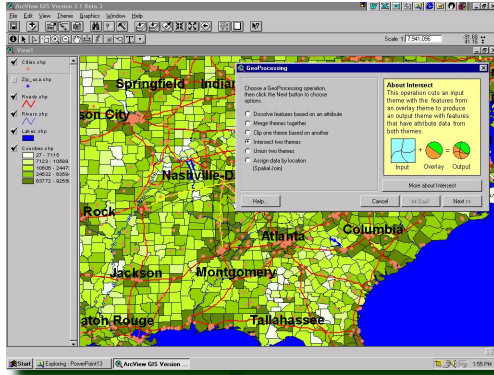 ArcView GIS Version 3.1 Beta 3
File Edit View Theme Graphics Window Help
Scale 1: 7,941,096
View1
Cities.shp
Zip_usa.shp
Roads.shp
Rivers.shp
Lakes.shp
Counties.shp
27 - 7115
7123 - 10599
Springfield
Indian
son City
Nashville-D
Rock
Atlanta
Columbia
Jackson
Montgomery
aton Rouge
Tallahassee
GeoProcessing
Choose a GeoProcessing operation,
then click the Next button to choose
options.
Dissolve features based on an attribute
Merge themes together
Clip one theme based on another
Intersect two themes
Union two themes
Assign data by location
(Spatial Join)
About Intersect
This operation cuts an input
theme with the features from
an overlay theme to produce
an output theme with features
that have attribute data from
both themes.
+ =
Input Overlay Output
More about Intersect
Help...
Cancel
<< Back
Next >>
Start
Exploring - PowerPoint13
ArcView GIS Version ...
1:55 PM